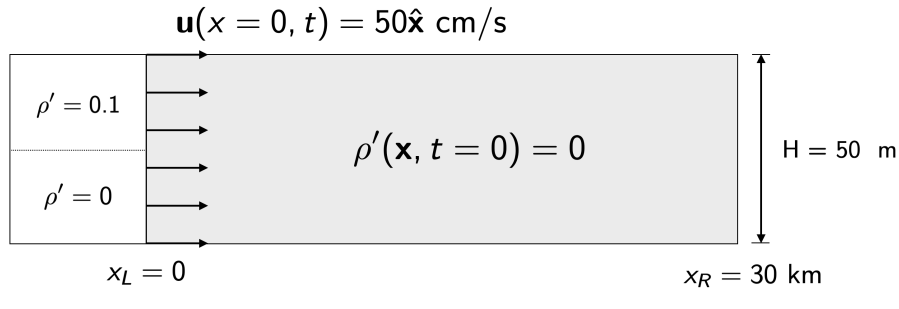 u(x = 0, t) = 50x̂ cm/s
ρ′ = 0.1
ρ′(x, t = 0) = 0
H = 50 m
ρ′ = 0
x_L = 0
x_R = 30 km